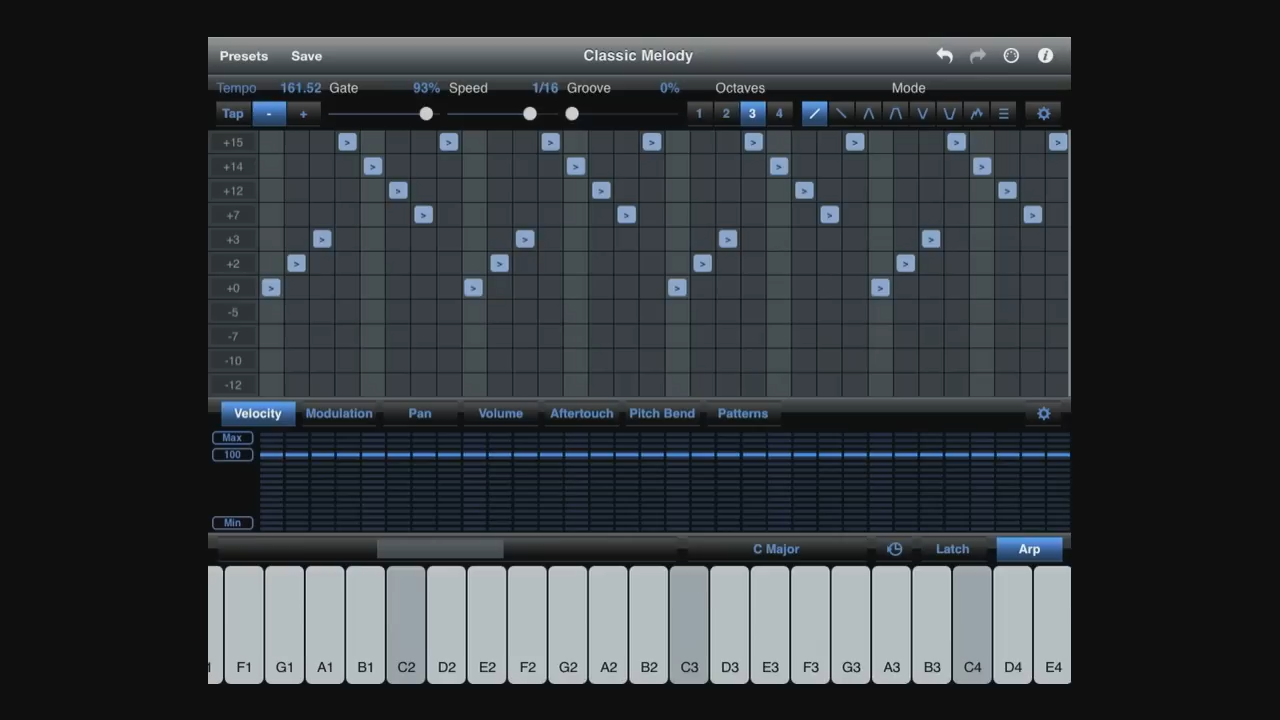 Presets Save Classic Melody
Tempo 161.52 Gate 93% Speed 1/16 Groove 0% Octaves Mode
Tap - + 1 2 3 4
+15
+14
+12
+7
+3
+2
+0
-5
-7
-10
-12
Velocity Modulation Pan Volume Aftertouch Pitch Bend Patterns
Max
100
Min
C Major Latch Arp
F1 G1 A1 B1 C2 D2 E2 F2 G2 A2 B2 C3 D3 E3 F3 G3 A3 B3 C4 D4 E4